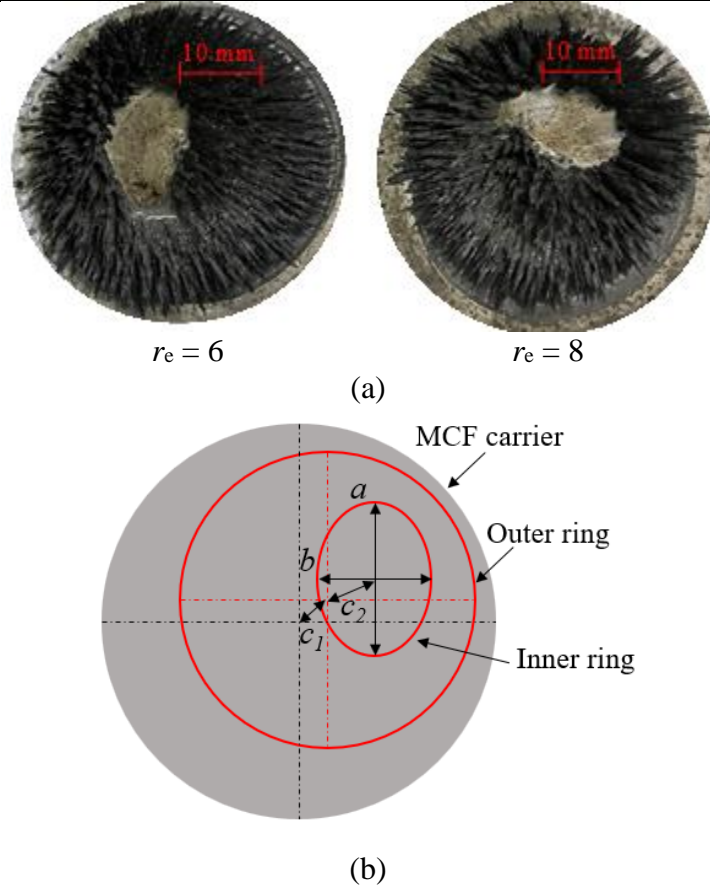 10 mm
10 mm
rₑ = 6
rₑ = 8
(a)
MCF carrier
a
Outer ring
b
c₂
c₁
Inner ring
(b)